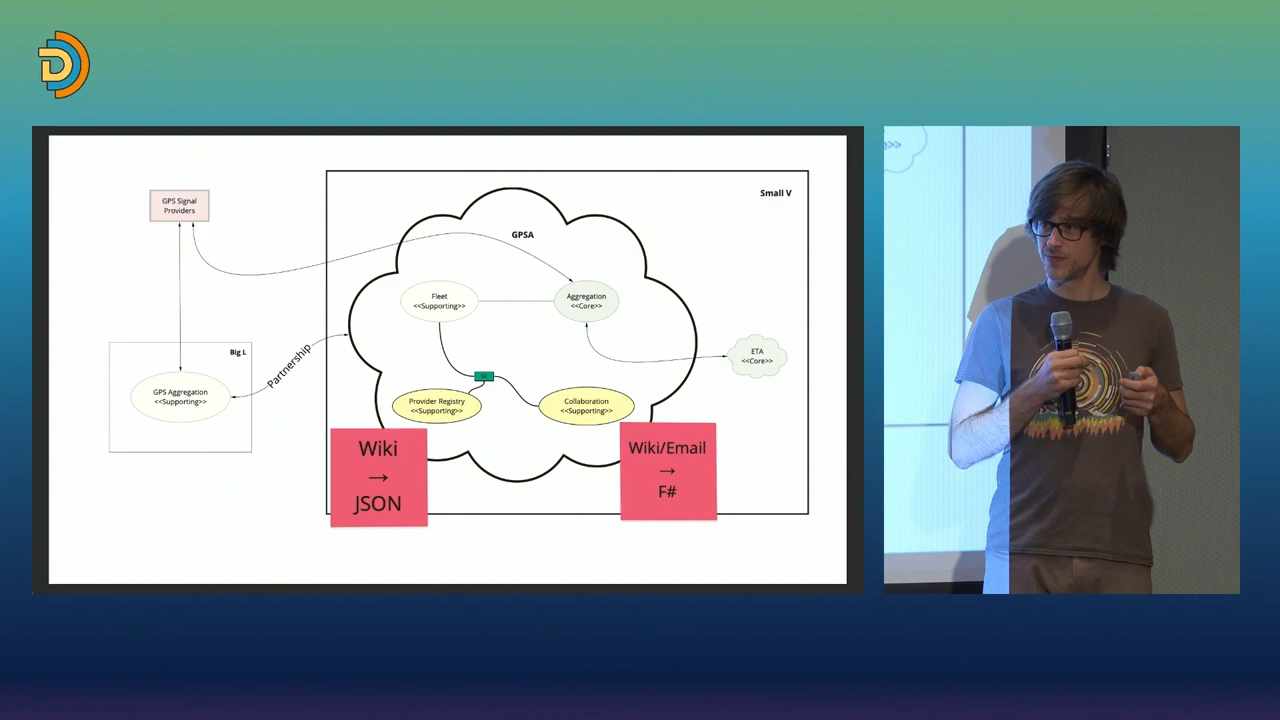 GPS Signal
Providers
Small V
GPSA
Fleet
<<Supporting>>
Aggregation
<<Core>>
Big L
Partnership
ETA
<<Core>>
GPS Aggregation
<<Supporting>>
Provider Registry
<<Supporting>>
Collaboration
<<Supporting>>
Wiki
→
JSON
Wiki/Email
→
F#